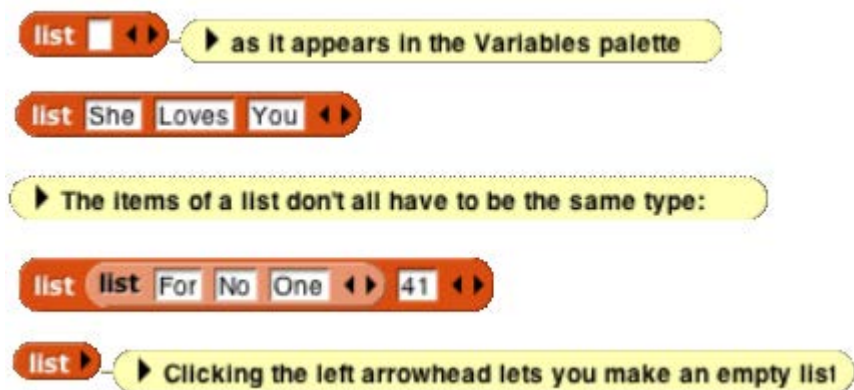 list as it appears in the Variables palette
list She Loves You
The items of a list don't all have to be the same type:
list list For No One 41
list Clicking the left arrowhead lets you make an empty list